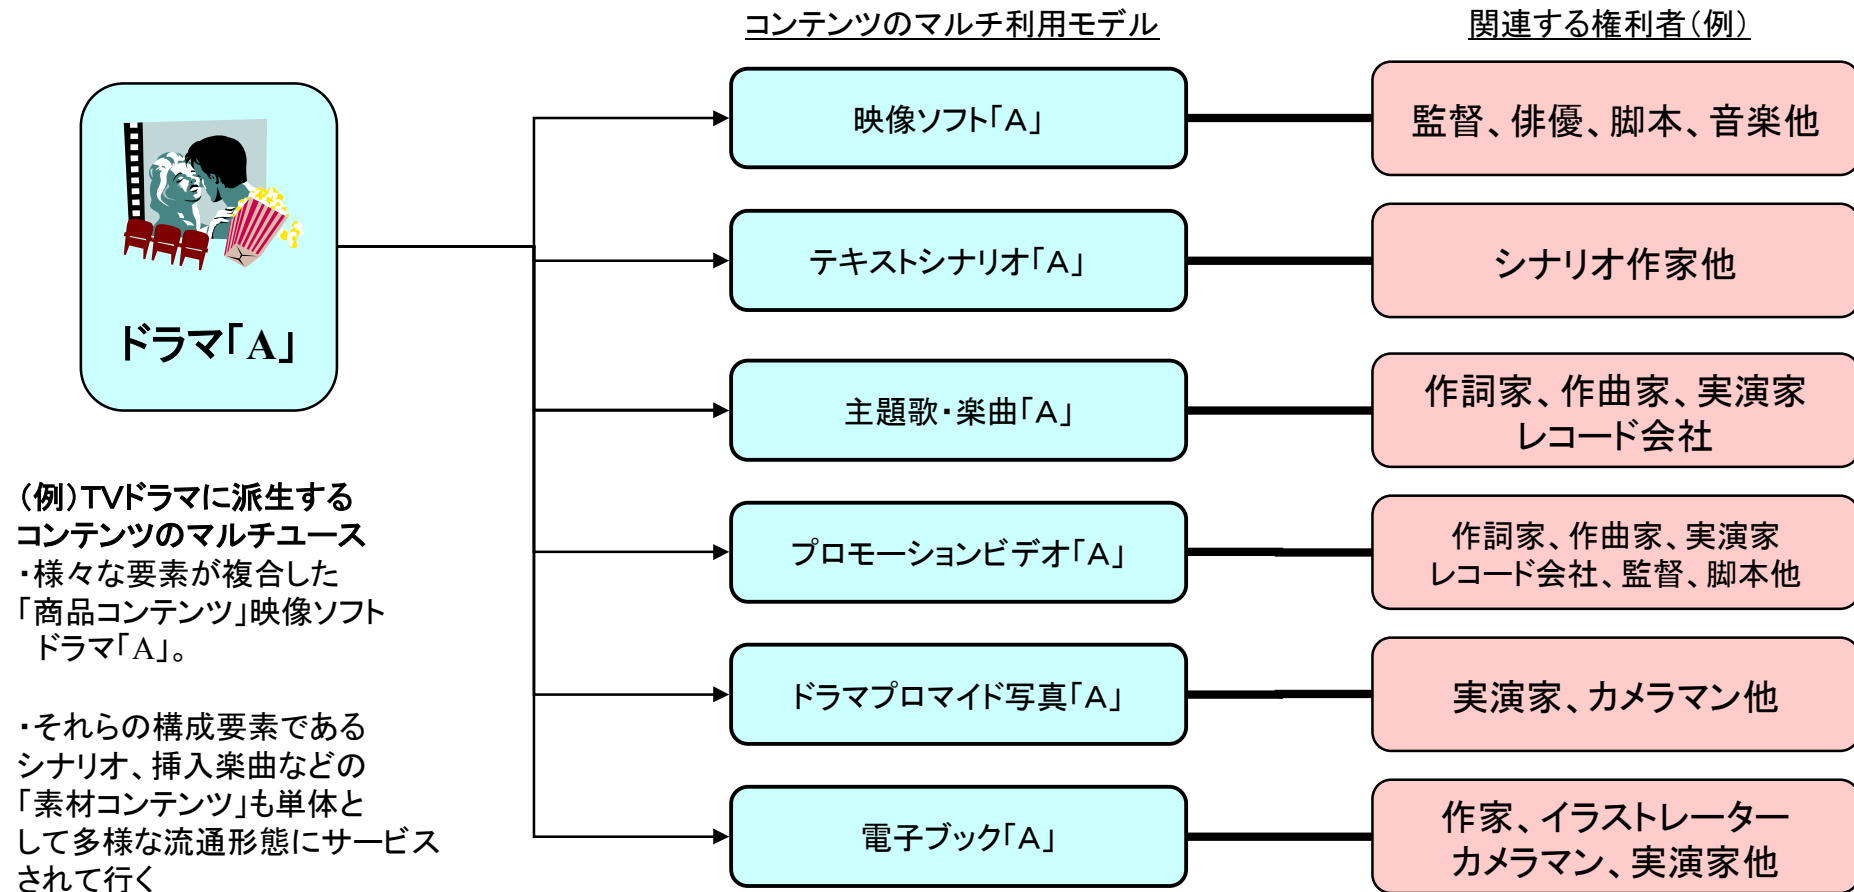 コンテンツのマルチ利用モデル
関連する権利者（例）
ドラマ「A」
映像ソフト「A」
監督、俳優、脚本、音楽他
テキストシナリオ「A」
シナリオ作家他
主題歌・楽曲「A」
作詞家、作曲家、実演家
レコード会社
プロモーションビデオ「A」
作詞家、作曲家、実演家
レコード会社、監督、脚本他
ドラマプロマイド写真「A」
実演家、カメラマン他
電子ブック「A」
作家、イラストレーター
カメラマン、実演家他
（例）TVドラマに派生する
コンテンツのマルチユース
・様々な要素が複合した
「商品コンテンツ」映像ソフト
ドラマ「A」。
・それらの構成要素である
シナリオ、挿入楽曲などの
「素材コンテンツ」も単体と
して多様な流通形態にサービス
されて行く